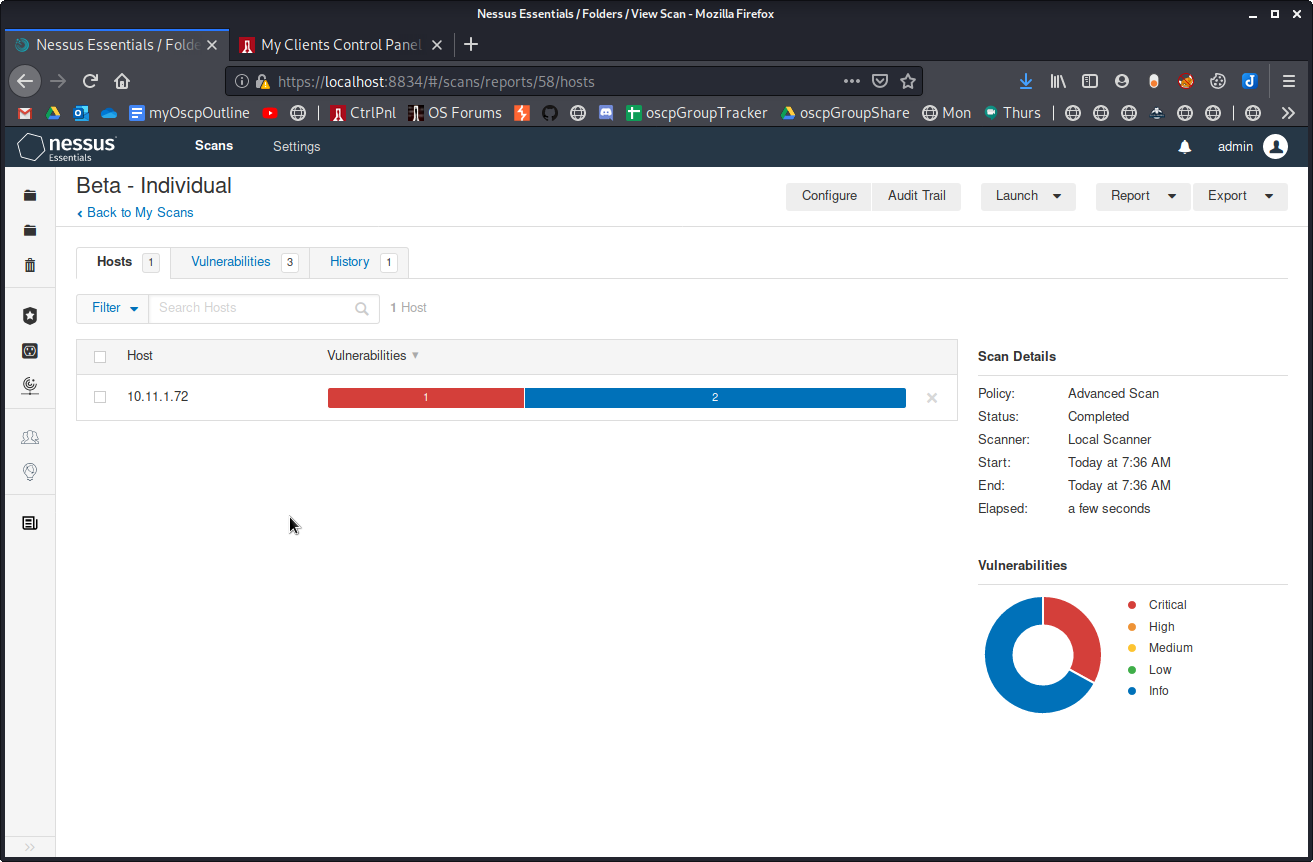 Nessus Essentials / Folders / View Scan - Mozilla Firefox
Nessus Essentials / Folde
My Clients Control Panel
https://localhost:8834/#/scans/reports/58/hosts
myOscpOutline CtrlPnl OS Forums oscpGroupTracker oscpGroupShare Mon Thurs
nessus Essentials Scans Settings admin
Beta - Individual
Back to My Scans
Configure Audit Trail Launch Report Export
Hosts 1 Vulnerabilities 3 History 1
Filter Search Hosts 1 Host
Host Vulnerabilities
10.11.1.72 1 2
Scan Details
Policy: Advanced Scan
Status: Completed
Scanner: Local Scanner
Start: Today at 7:36 AM
End: Today at 7:36 AM
Elapsed: a few seconds
Vulnerabilities
Critical
High
Medium
Low
Info